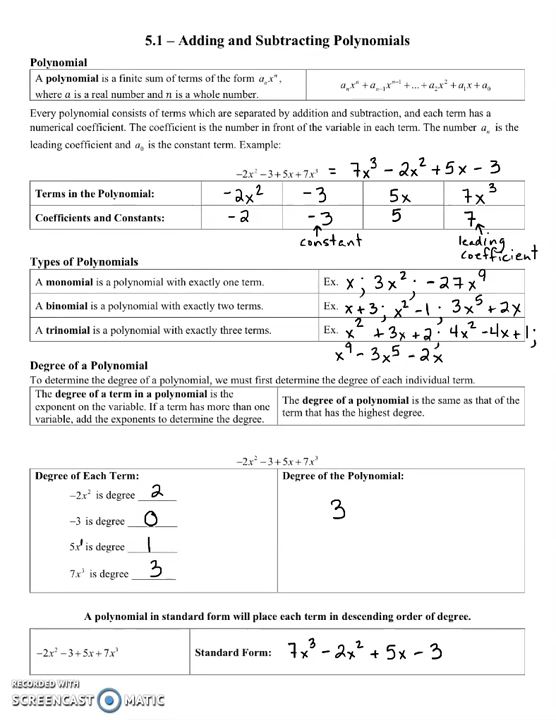 5.1 – Adding and Subtracting Polynomials
Polynomial
A polynomial is a finite sum of terms of the form aₙxⁿ,
where a is a real number and n is a whole number.
aₙxⁿ + aₙ₋₁xⁿ⁻¹ + ... + a₂x² + a₁x + a₀
Every polynomial consists of terms which are separated by addition and subtraction, and each term has a
numerical coefficient. The coefficient is the number in front of the variable in each term. The number aₙ is the
leading coefficient and a₀ is the constant term. Example:
−2x² − 3 + 5x + 7x³ = 7x³ − 2x² + 5x − 3
Terms in the Polynomial: −2x² −3 5x 7x³
Coefficients and Constants: −2 −3 5 7
constant
leading
coefficient
Types of Polynomials
A monomial is a polynomial with exactly one term. Ex. x; 3x²; −27x⁹
A binomial is a polynomial with exactly two terms. Ex. x+3; x²−1; 3x⁵+2x
A trinomial is a polynomial with exactly three terms. Ex. x²+3x+2; 4x²−4x+1;
x⁹−3x⁵−2x
Degree of a Polynomial
To determine the degree of a polynomial, we must first determine the degree of each individual term.
The degree of a term in a polynomial is the
exponent on the variable. If a term has more than one
variable, add the exponents to determine the degree.
The degree of a polynomial is the same as that of the
term that has the highest degree.
−2x² − 3 + 5x + 7x³
Degree of Each Term:
−2x² is degree 2
−3 is degree 0
5x¹ is degree 1
7x³ is degree 3
Degree of the Polynomial:
3
A polynomial in standard form will place each term in descending order of degree.
−2x² − 3 + 5x + 7x³
Standard Form: 7x³ − 2x² + 5x − 3
RECORDED WITH
SCREENCAST MATIC